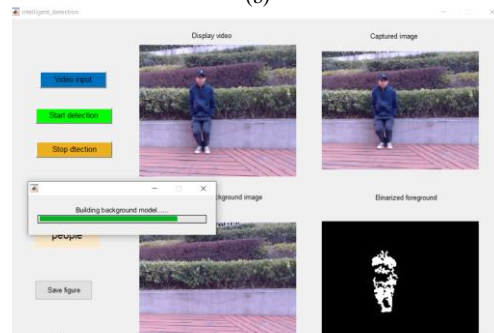 (b)
intelligent_detection
Display video
Captured image
Video input
Start detection
Stop dtection
Building background model......
kground image
Binarized foreground
people
Save figure